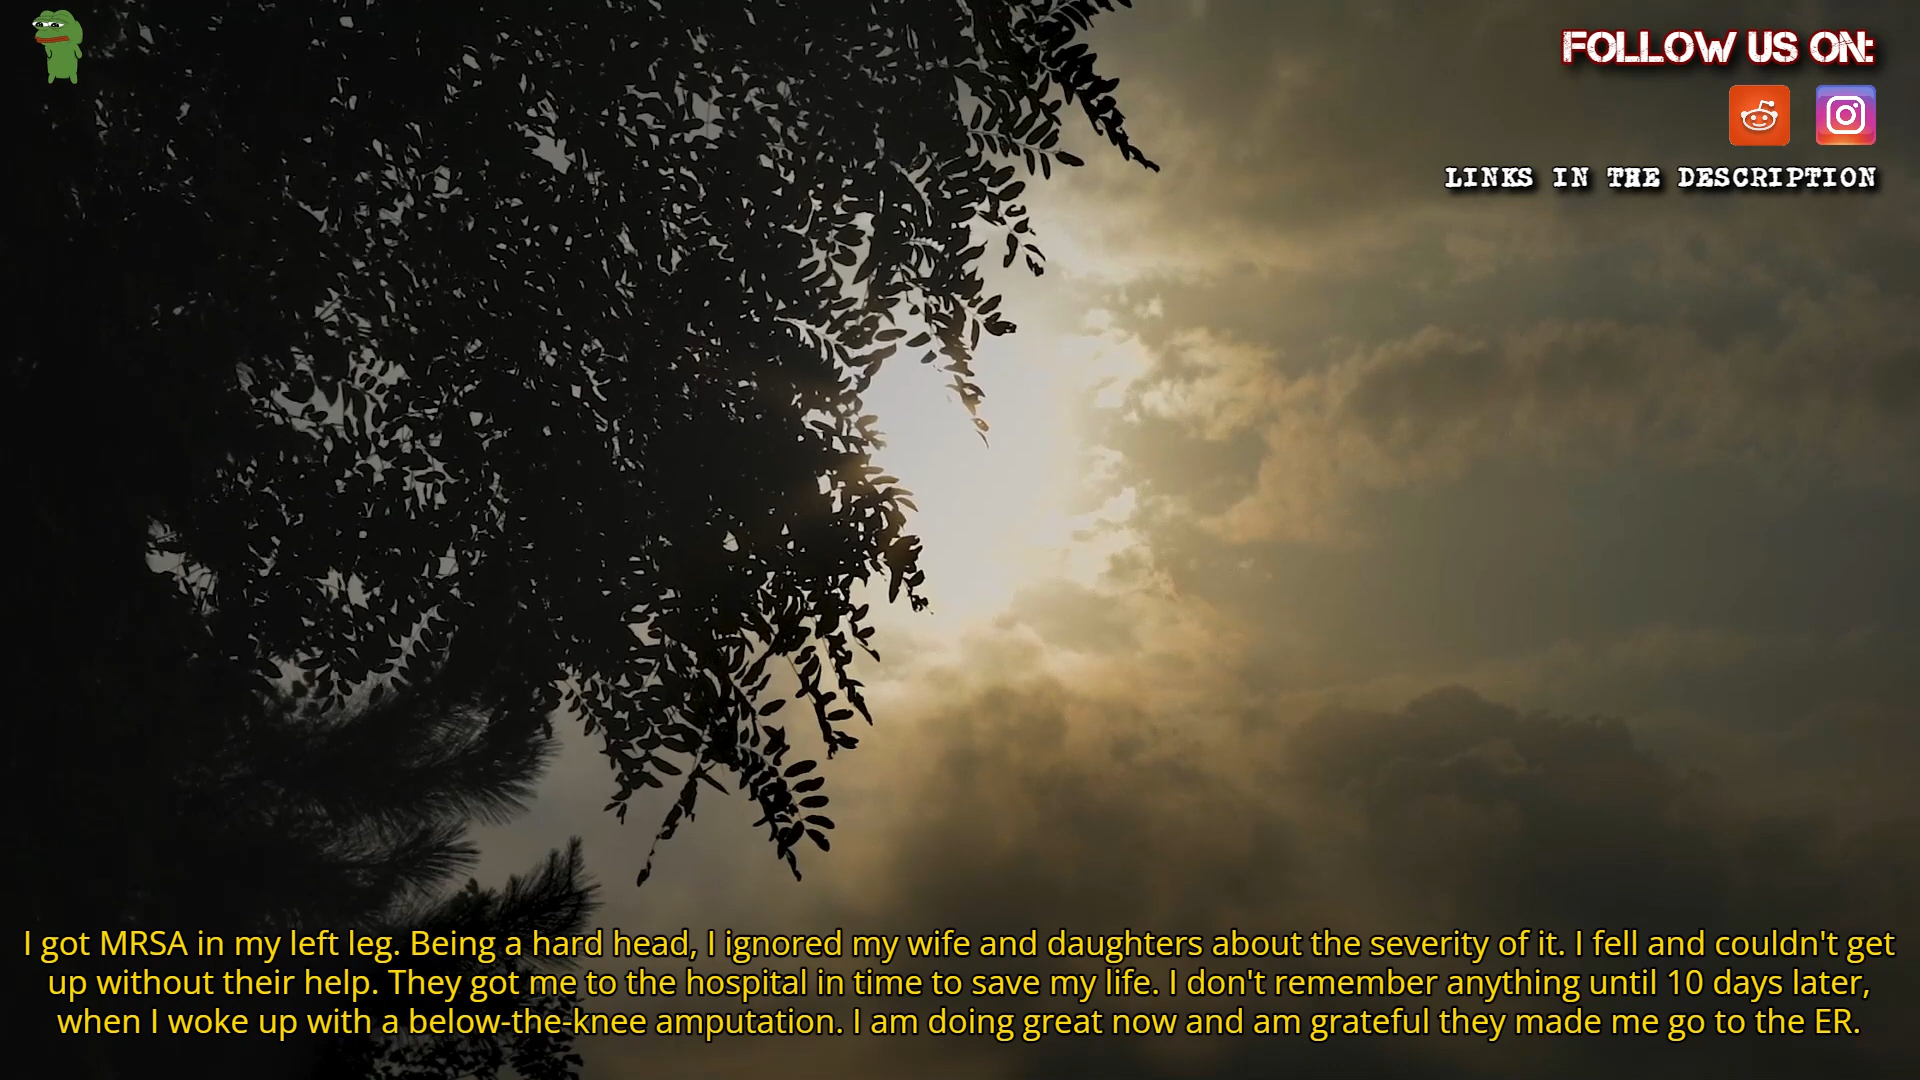 FOLLOW US ON:
LINKS IN THE DESCRIPTION
I got MRSA in my left leg. Being a hard head, I ignored my wife and daughters about the severity of it. I fell and couldn't get
up without their help. They got me to the hospital in time to save my life. I don't remember anything until 10 days later,
when I woke up with a below-the-knee amputation. I am doing great now and am grateful they made me go to the ER.